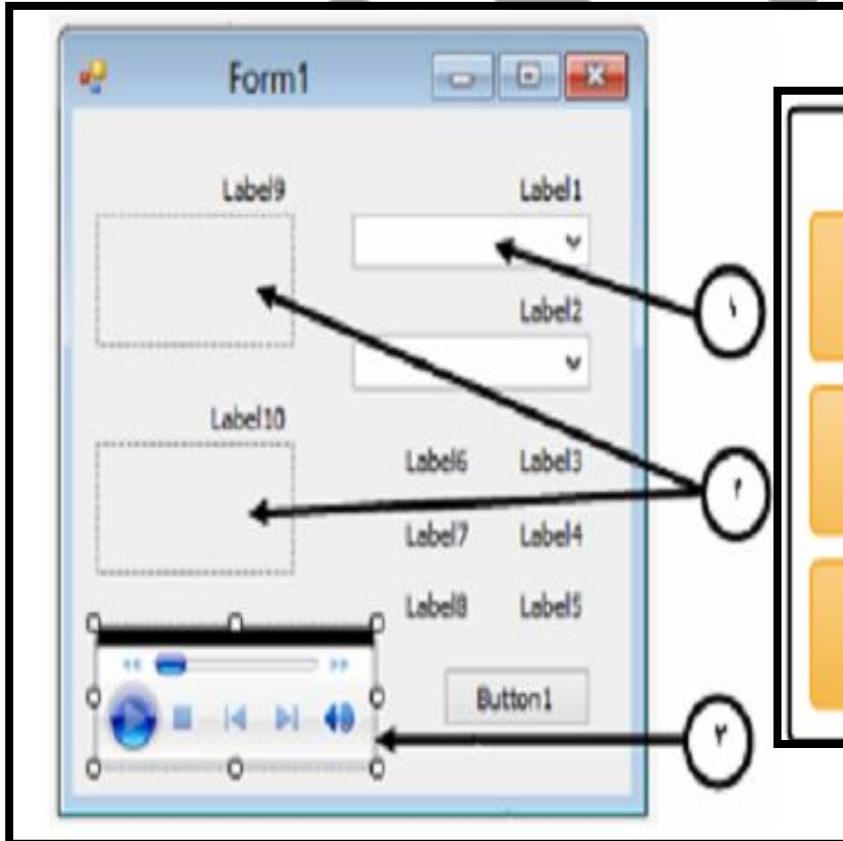 Form1
Label9 Label1
١
Label2
Label10
Label6 Label3
٢
Label7 Label4
Label8 Label5
Button1
٣